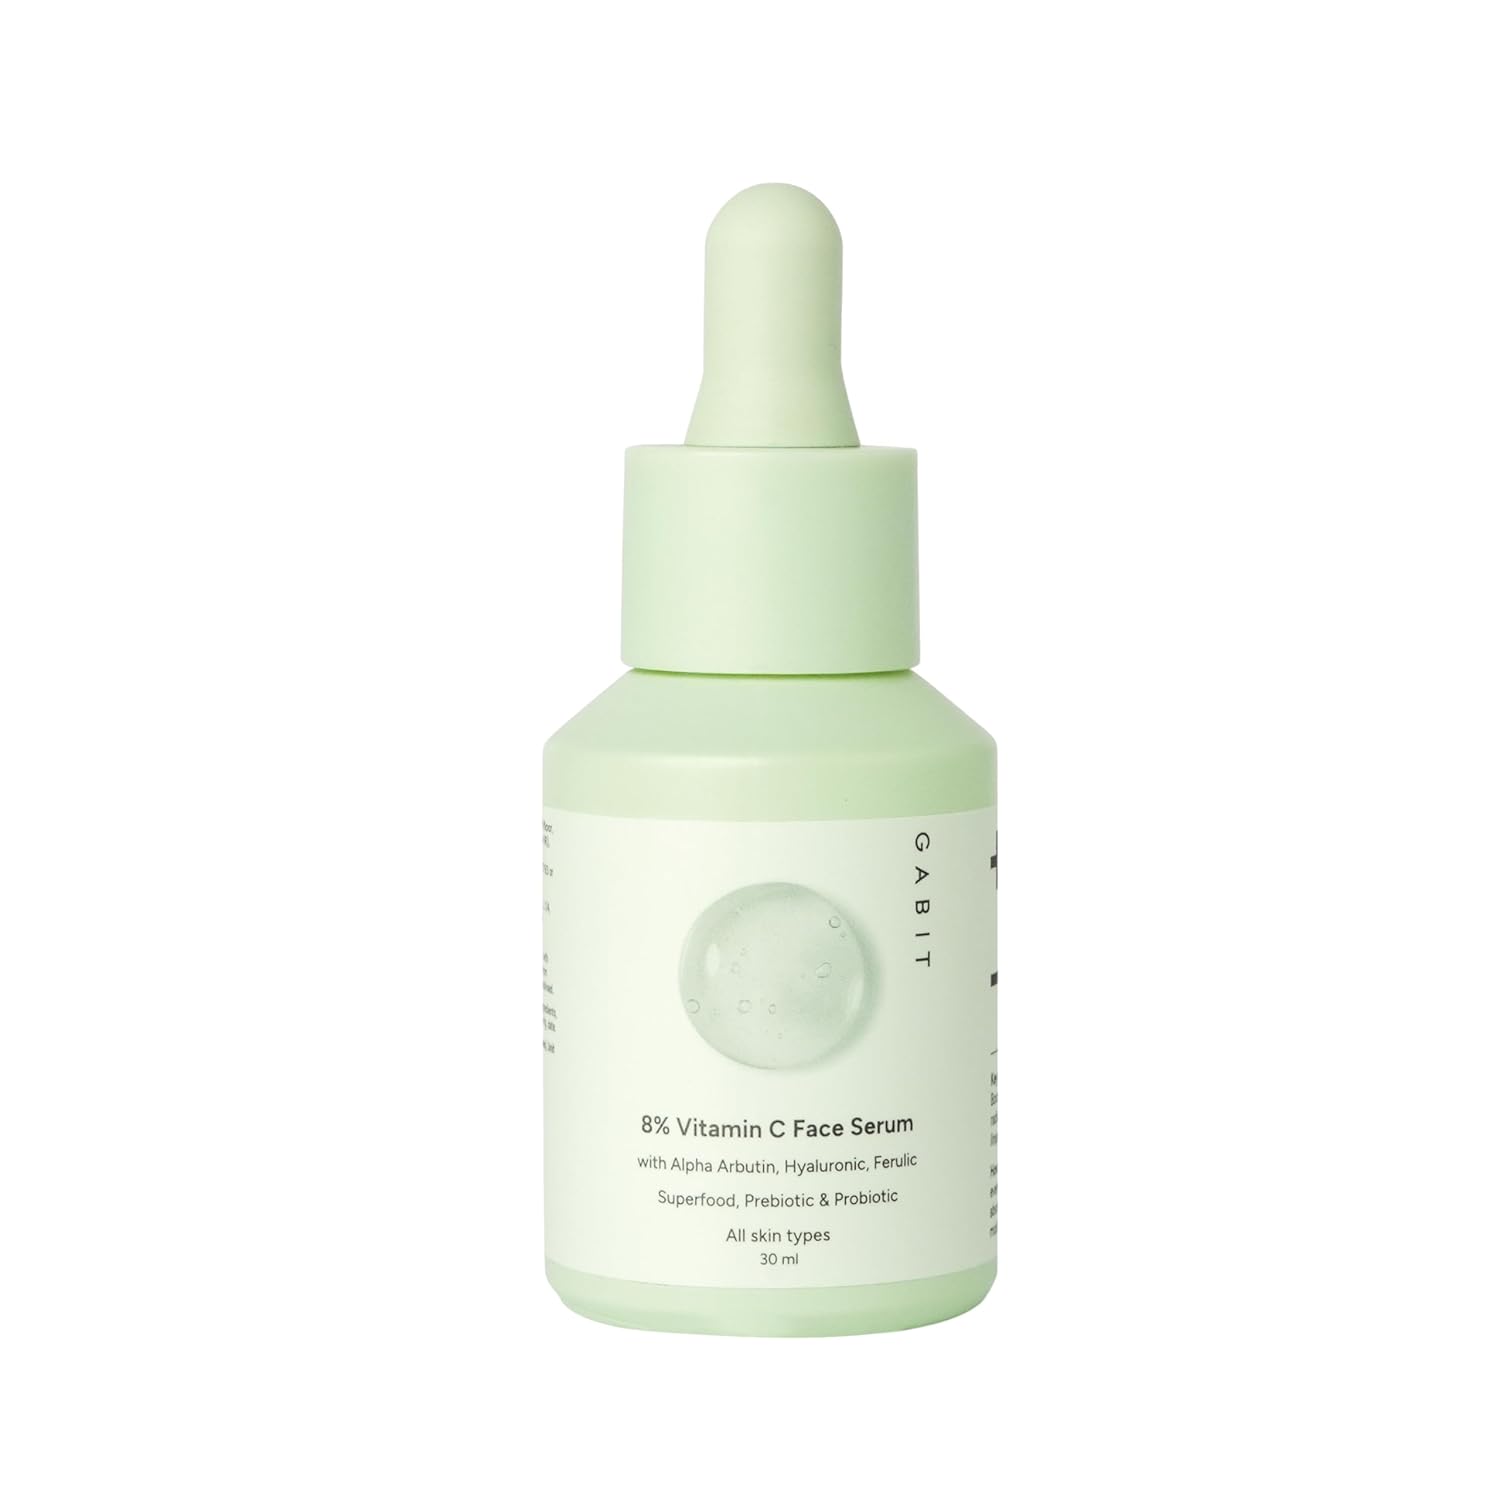 GABIT
8% Vitamin C Face Serum
with Alpha Arbutin, Hyaluronic, Ferulic
Superfood, Prebiotic & Probiotic
All skin types
30 ml